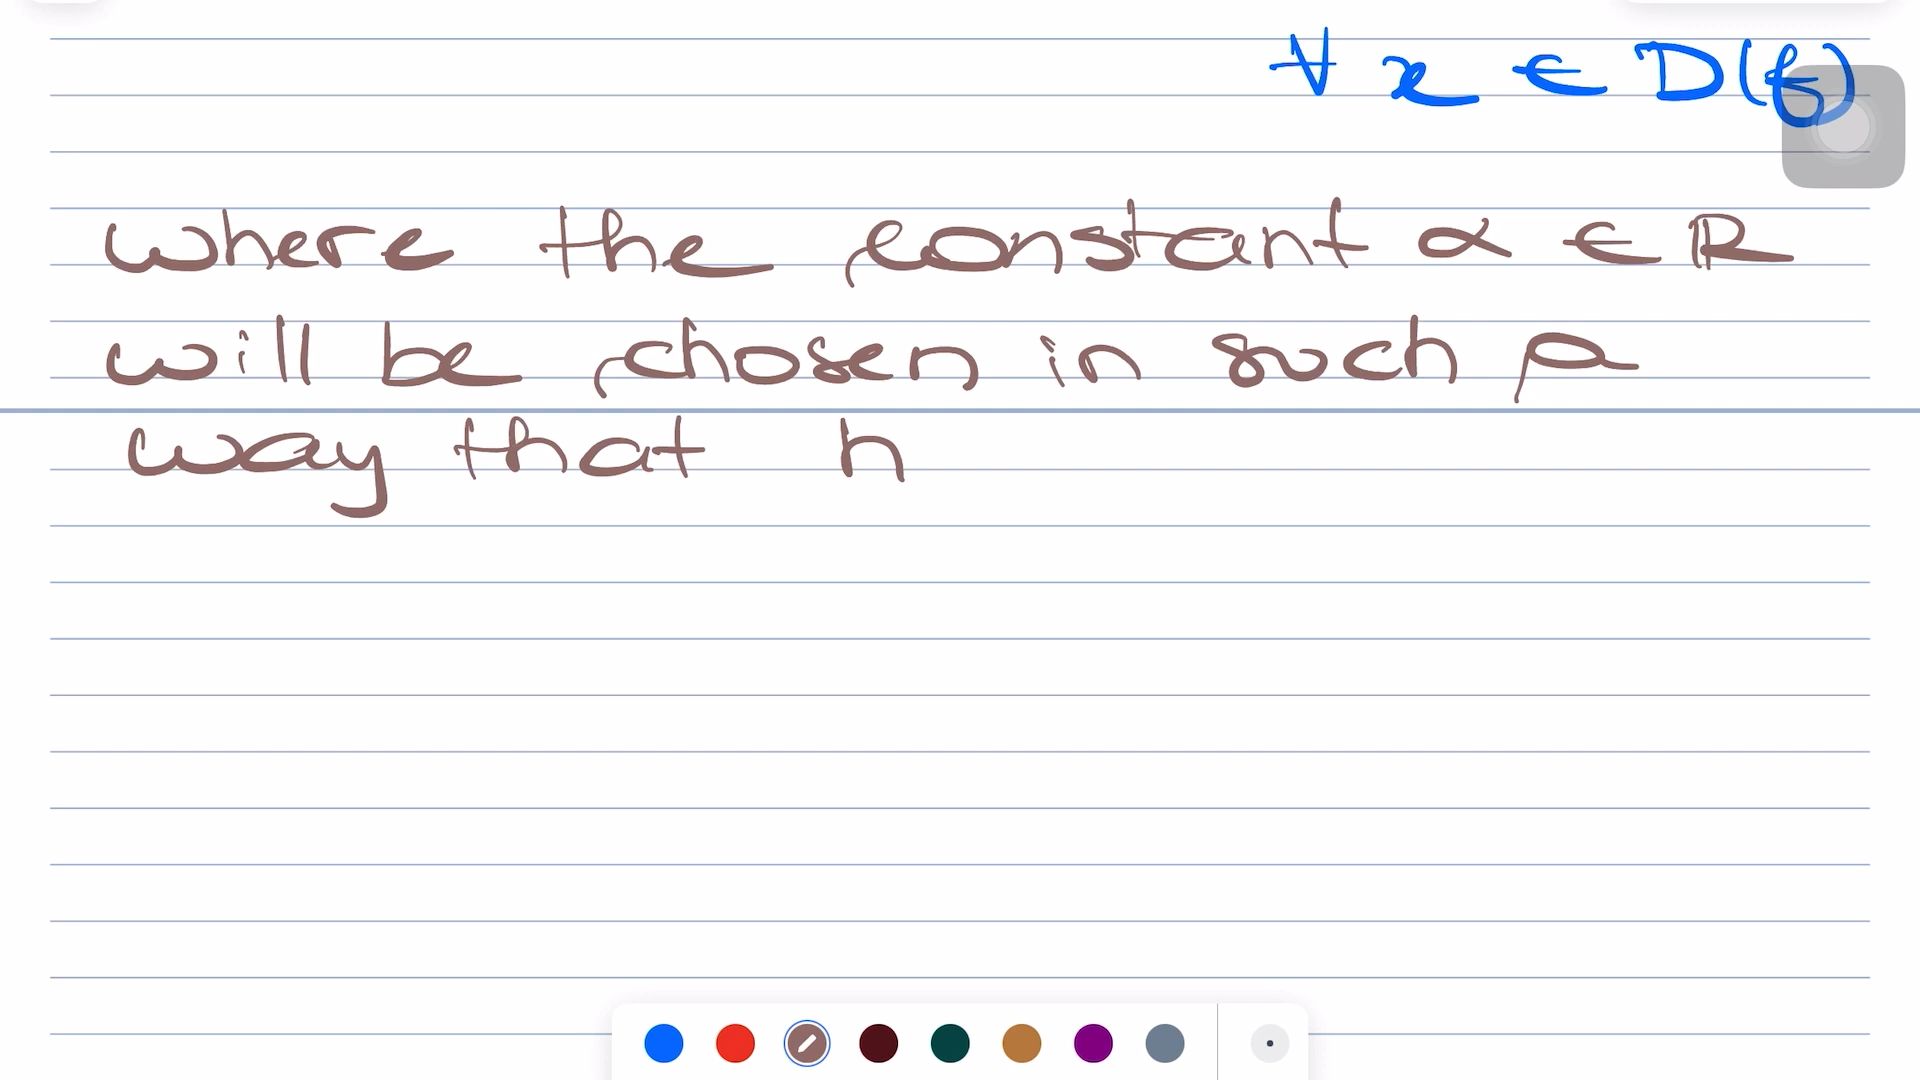 ∀ x ∈ D(f)
where the constant α ∈ ℝ
will be chosen in such a
way that h